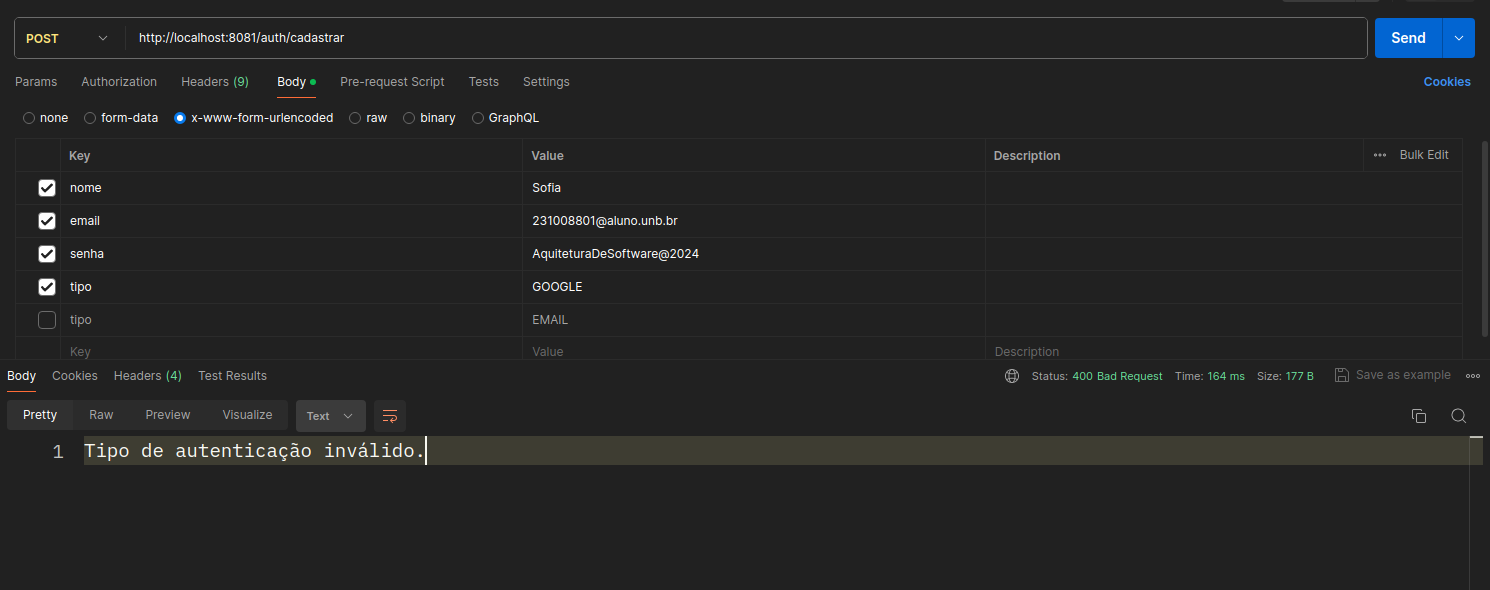 POST http://localhost:8081/auth/cadastrar Send
Params Authorization Headers (9) Body Pre-request Script Tests Settings Cookies
none form-data x-www-form-urlencoded raw binary GraphQL
Key Value Description Bulk Edit
nome Sofia
email 231008801@aluno.unb.br
senha AquiteturaDeSoftware@2024
tipo GOOGLE
tipo EMAIL
Key Value Description
Body Cookies Headers (4) Test Results Status: 400 Bad Request Time: 164 ms Size: 177 B Save as example
Pretty Raw Preview Visualize Text
1 Tipo de autenticação inválido.